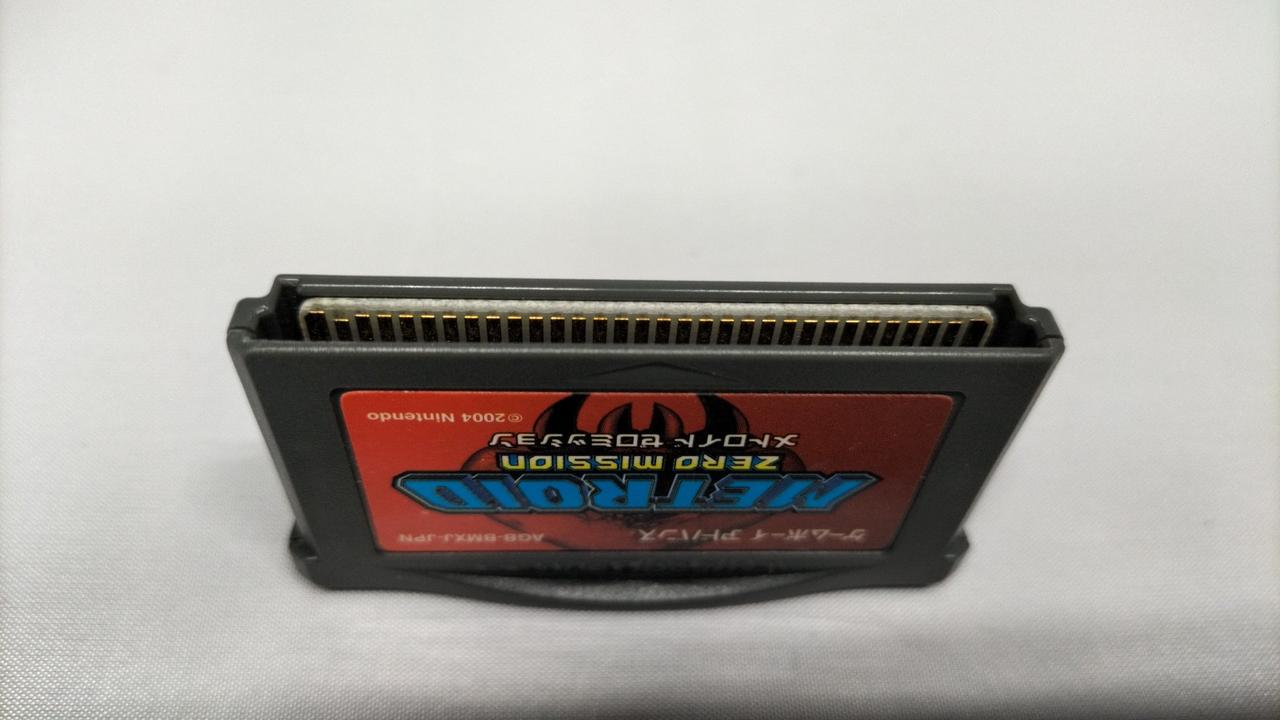 ゲームボーイ アドバンス AGB-BMXJ-JPN
METROID
ZERO MISSION
メトロイド ゼロミッション
©2004 Nintendo